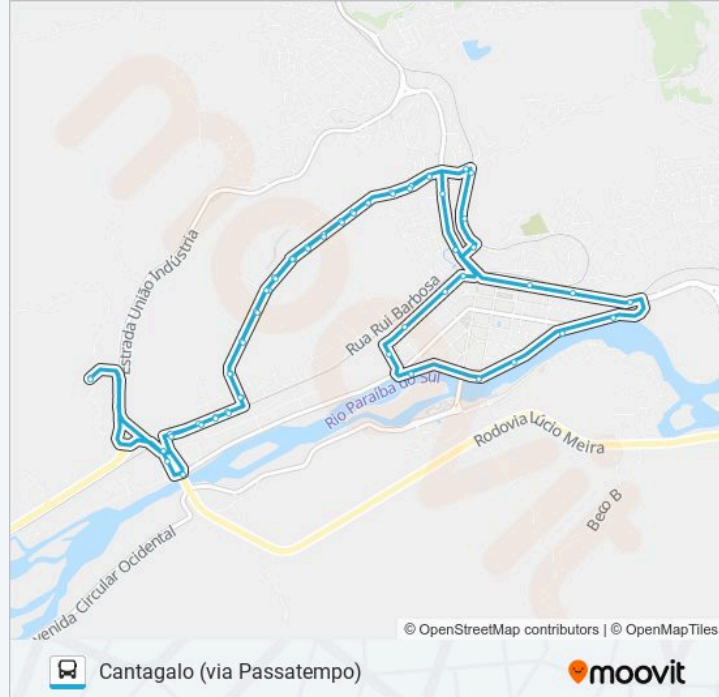 Estrada União Indústria
Rua Rui Barbosa
Rio Paraíba do Sul
Rodovia Lúcio Meira
Beco B
venida Circular Ocidental
© OpenStreetMap contributors | © OpenMapTiles
Cantagalo (via Passatempo)
moovit